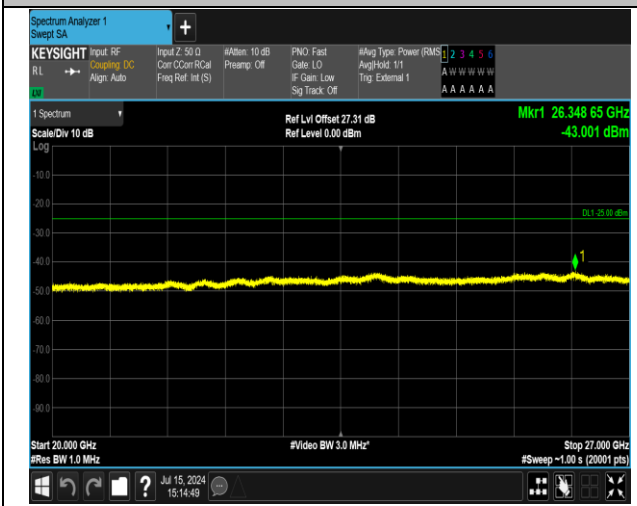 Spectrum Analyzer 1
Swept SA
+
KEYSIGHT
RL
Input: RF
Coupling: DC
Align: Auto
Input Z: 50 Ω
Corr CCorr RCal
Freq Ref: Int (S)
#Atten: 10 dB
Preamp: Off
PNO: Fast
Gate: LO
IF Gain: Low
Sig Track: Off
#Avg Type: Power (RMS
Avg|Hold: 1/1
Trig: External 1
1 2 3 4 5 6
A W W W W W
A A A A A A
1 Spectrum
Scale/Div 10 dB
Log
Ref Lvl Offset 27.31 dB
Ref Level 0.00 dBm
Mkr1 26.348 65 GHz
-43.001 dBm
-10.0
-20.0
DL1 -25.00 dBm
-30.0
-40.0
1
-50.0
-60.0
-70.0
-80.0
-90.0
Start 20.000 GHz
#Res BW 1.0 MHz
#Video BW 3.0 MHz*
Stop 27.000 GHz
#Sweep ~1.00 s (20001 pts)
?
Jul 15, 2024
15:14:49